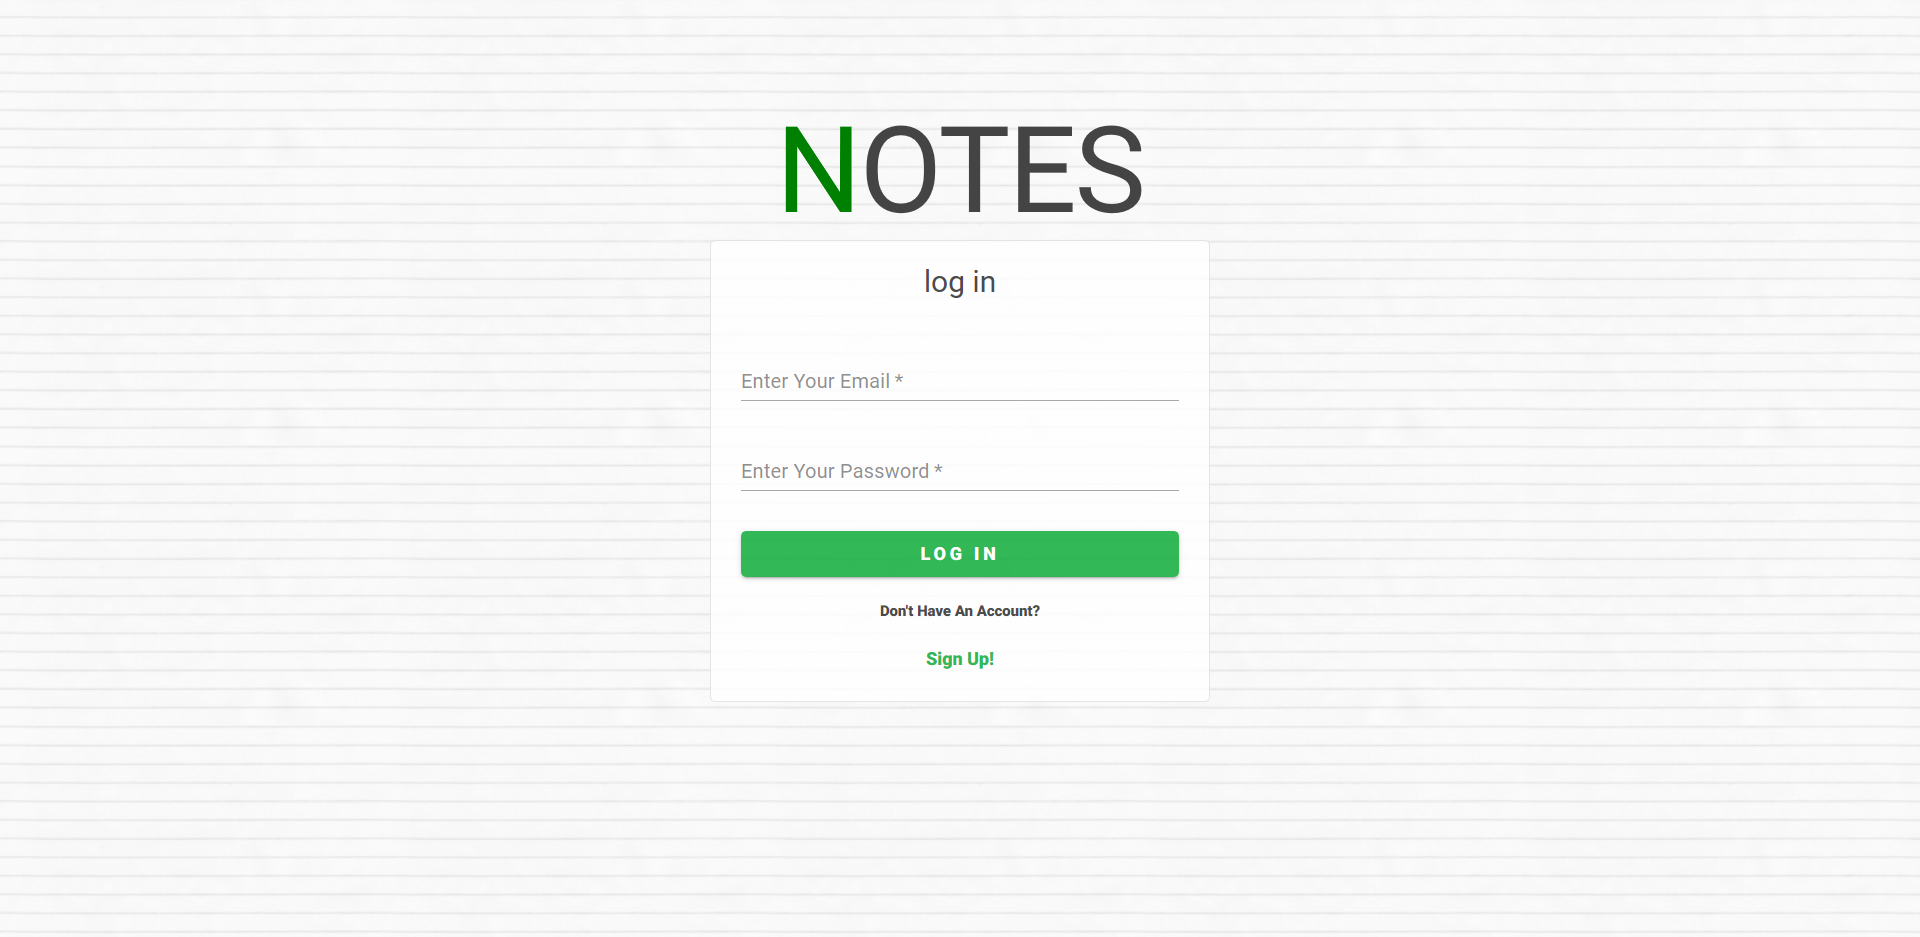 NOTES
log in
Enter Your Email *
Enter Your Password *
LOG IN
Don't Have An Account?
Sign Up!